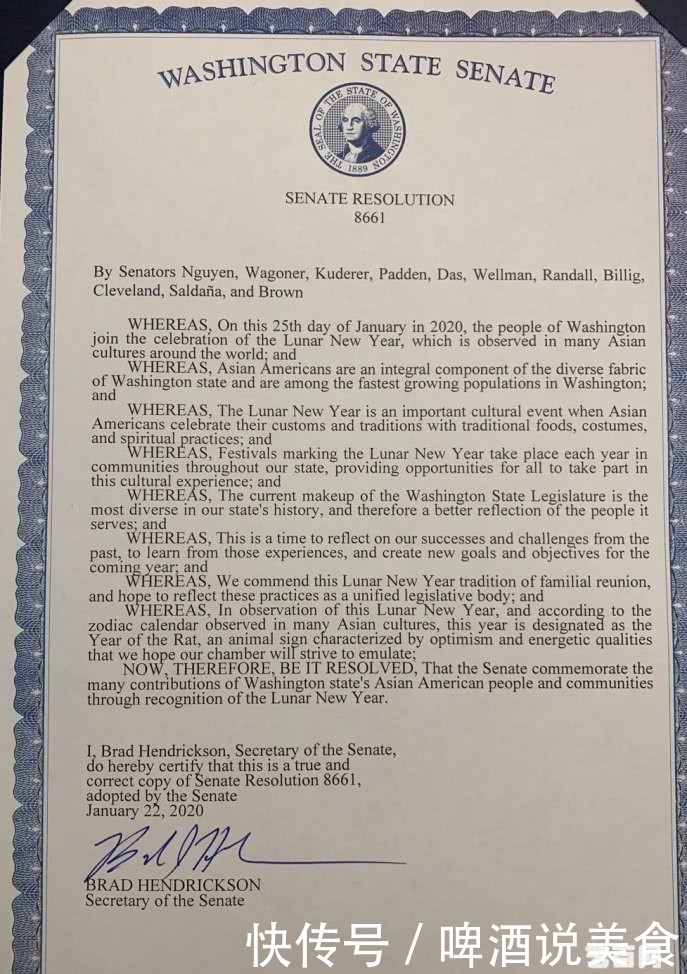 WASHINGTON STATE SENATE
THE SEAL OF THE STATE OF WASHINGTON
1889
SENATE RESOLUTION
8661
By Senators Nguyen, Wagoner, Kuderer, Padden, Das, Wellman, Randall, Billig,
Cleveland, Saldaña, and Brown
WHEREAS, On this 25th day of January in 2020, the people of Washington
join the celebration of the Lunar New Year, which is observed in many Asian
cultures around the world; and
WHEREAS, Asian Americans are an integral component of the diverse fabric
of Washington state and are among the fastest growing populations in Washington;
and
WHEREAS, The Lunar New Year is an important cultural event when Asian
Americans celebrate their customs and traditions with traditional foods, costumes,
and spiritual practices; and
WHEREAS, Festivals marking the Lunar New Year take place each year in
communities throughout our state, providing opportunities for all to take part in
this cultural experience; and
WHEREAS, The current makeup of the Washington State Legislature is the
most diverse in our state's history, and therefore a better reflection of the people it
serves; and
WHEREAS, This is a time to reflect on our successes and challenges from the
past, to learn from those experiences, and create new goals and objectives for the
coming year; and
WHEREAS, We commend this Lunar New Year tradition of familial reunion,
and hope to reflect these practices as a unified legislative body; and
WHEREAS, In observation of this Lunar New Year, and according to the
zodiac calendar observed in many Asian cultures, this year is designated as the
Year of the Rat, an animal sign characterized by optimism and energetic qualities
that we hope our chamber will strive to emulate;
NOW, THEREFORE, BE IT RESOLVED, That the Senate commemorate the
many contributions of Washington state's Asian American people and communities
through recognition of the Lunar New Year.
I, Brad Hendrickson, Secretary of the Senate,
do hereby certify that this is a true and
correct copy of Senate Resolution 8661,
adopted by the Senate
January 22, 2020
BRAD HENDRICKSON
Secretary of the Senate
快传号 / 啤酒说美食